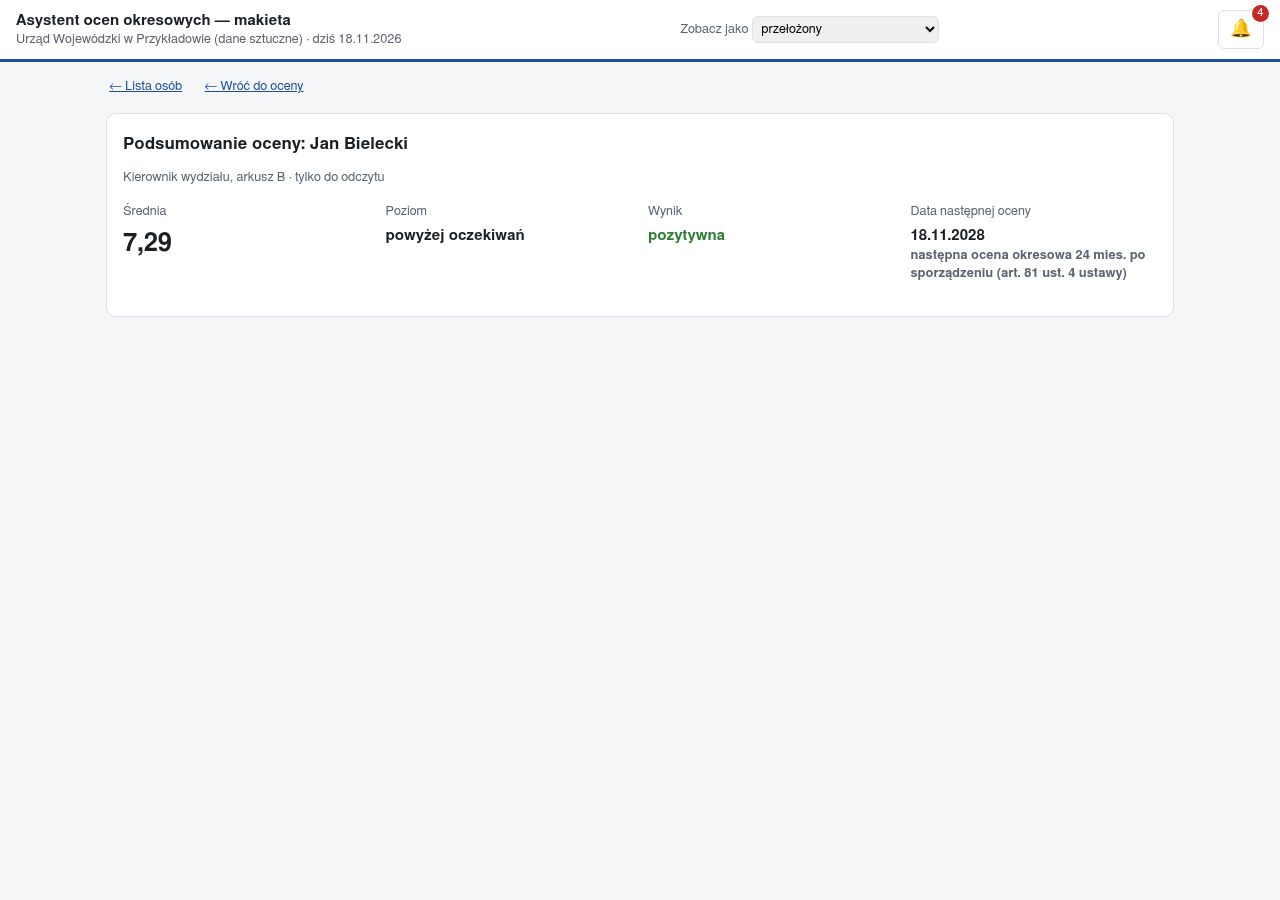 Asystent ocen okresowych — makieta
Urząd Wojewódzki w Przykładowie (dane sztuczne) · dziś 18.11.2026
Zobacz jako przełożony
4
← Lista osób ← Wróć do oceny
Podsumowanie oceny: Jan Bielecki
Kierownik wydziału, arkusz B · tylko do odczytu
Średnia
7,29
Poziom
powyżej oczekiwań
Wynik
pozytywna
Data następnej oceny
18.11.2028
następna ocena okresowa 24 mies. po
sporządzeniu (art. 81 ust. 4 ustawy)